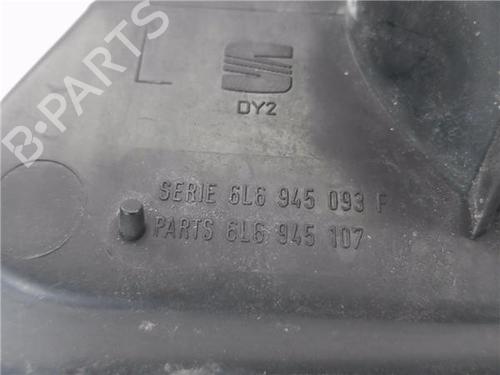 L
DY2
SERIE 6L6 945 093 F
PARTS 6L6 945 107
B-PARTS